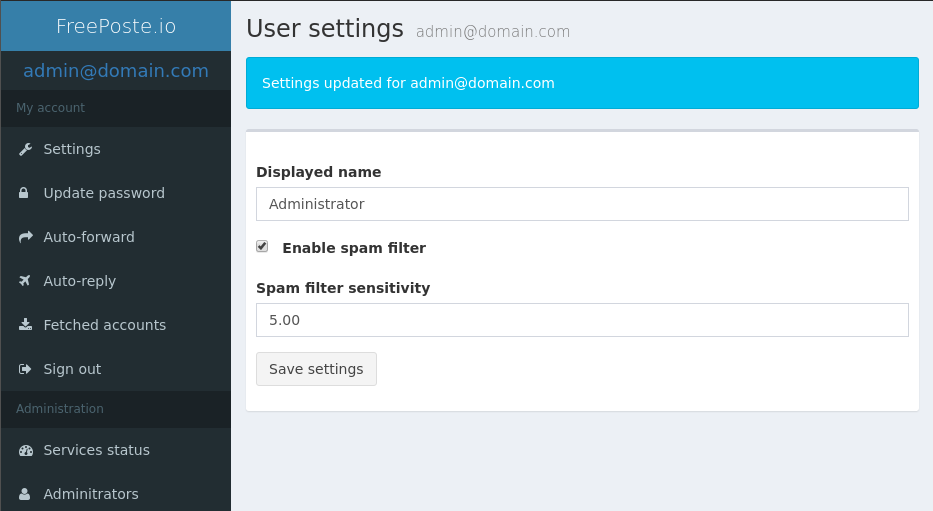 FreePoste.io
admin@domain.com
My account
Settings
Update password
Auto-forward
Auto-reply
Fetched accounts
Sign out
Administration
Services status
Adminitrators
User settings admin@domain.com
Settings updated for admin@domain.com
Displayed name
Administrator
Enable spam filter
Spam filter sensitivity
5.00
Save settings